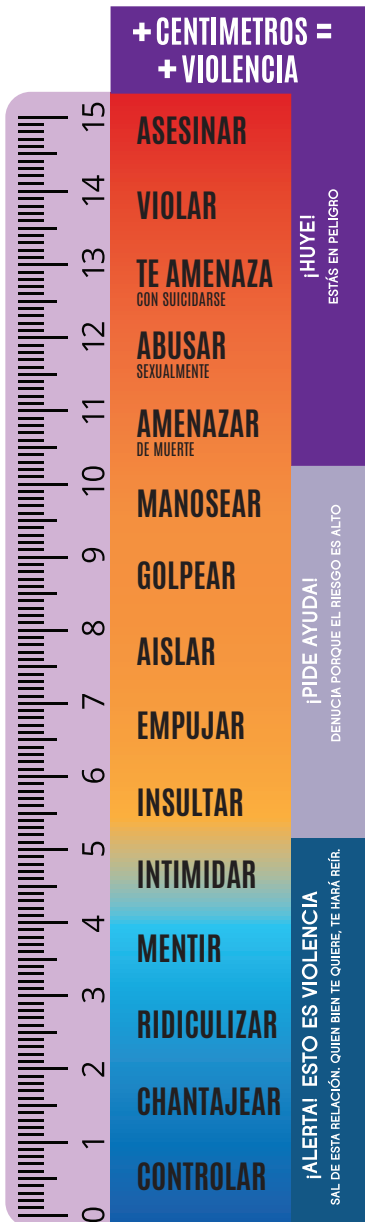 + CENTIMETROS =
+ VIOLENCIA
15
ASESINAR
14
VIOLAR
13
TE AMENAZA
CON SUICIDARSE
12
ABUSAR
SEXUALMENTE
11
AMENAZAR
DE MUERTE
10
MANOSEAR
9
GOLPEAR
8
AISLAR
7
EMPUJAR
6
INSULTAR
5
INTIMIDAR
4
MENTIR
3
RIDICULIZAR
2
CHANTAJEAR
1
CONTROLAR
0
¡HUYE!
ESTÁS EN PELIGRO
¡PIDE AYUDA!
DENUCIA PORQUE EL RIESGO ES ALTO
¡ALERTA! ESTO ES VIOLENCIA
SAL DE ESTA RELACIÓN. QUIEN BIEN TE QUIERE, TE HARÁ REÍR.